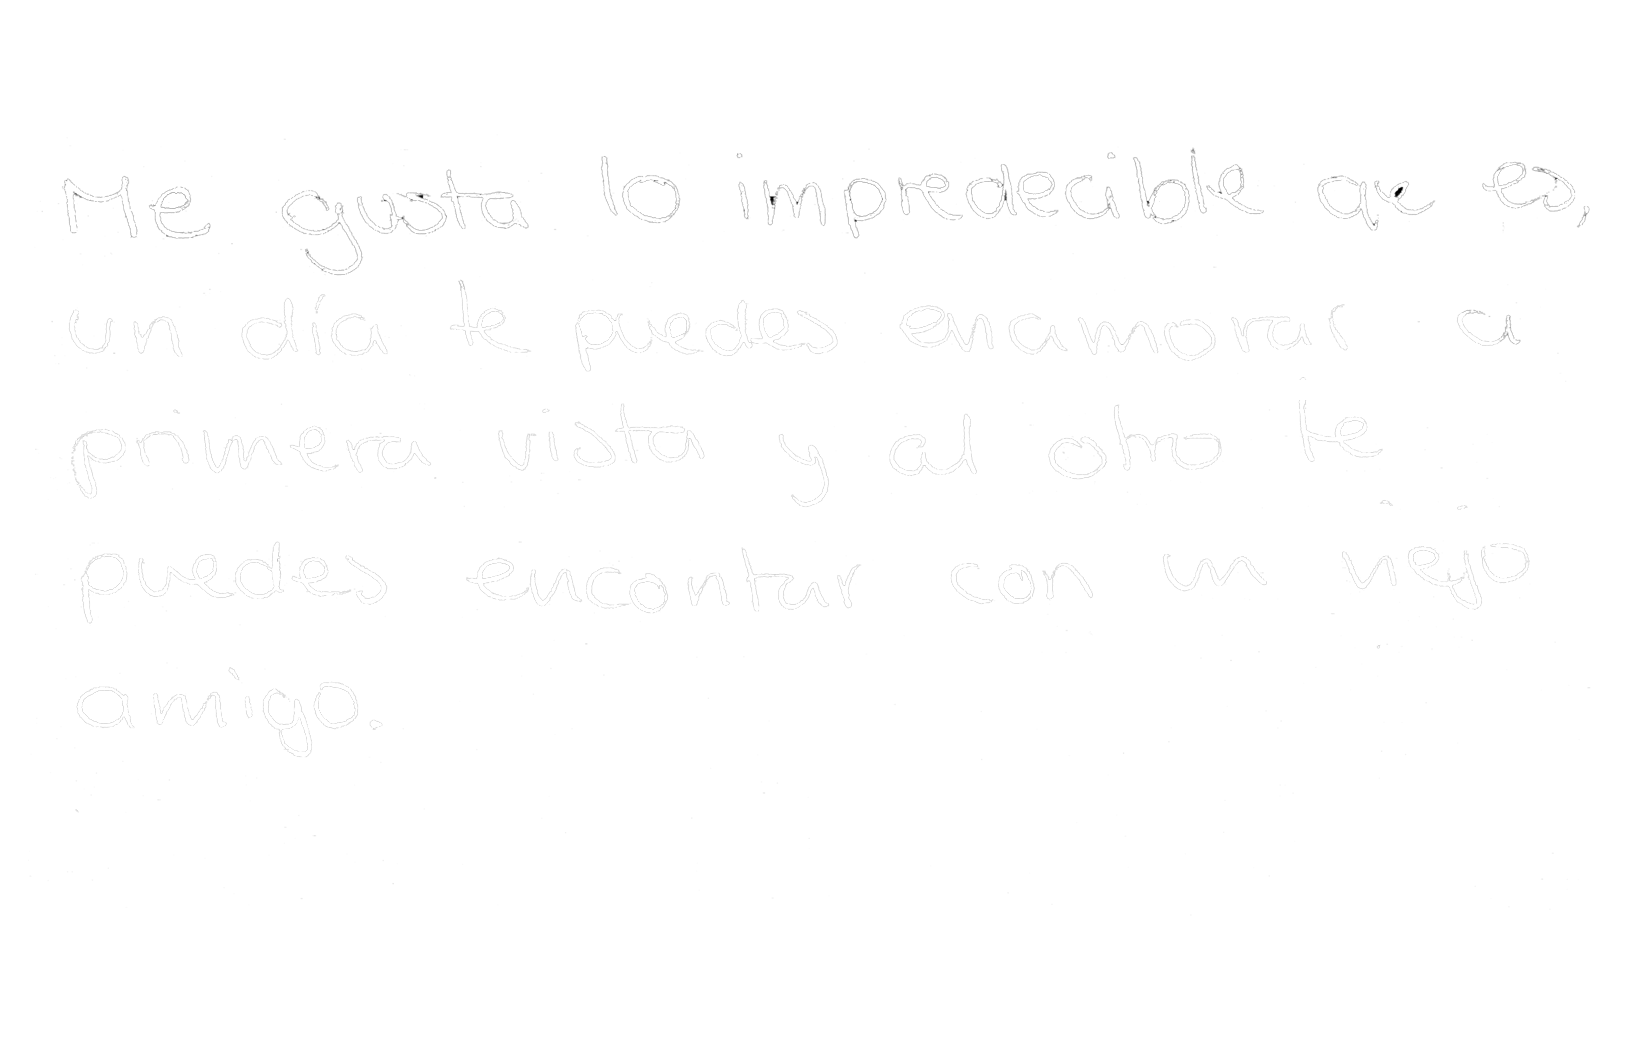 Me gusta lo impredecible que es,
un día te puedes enamorar a
primera vista y al otro te
puedes encontrar con un viejo
amigo.